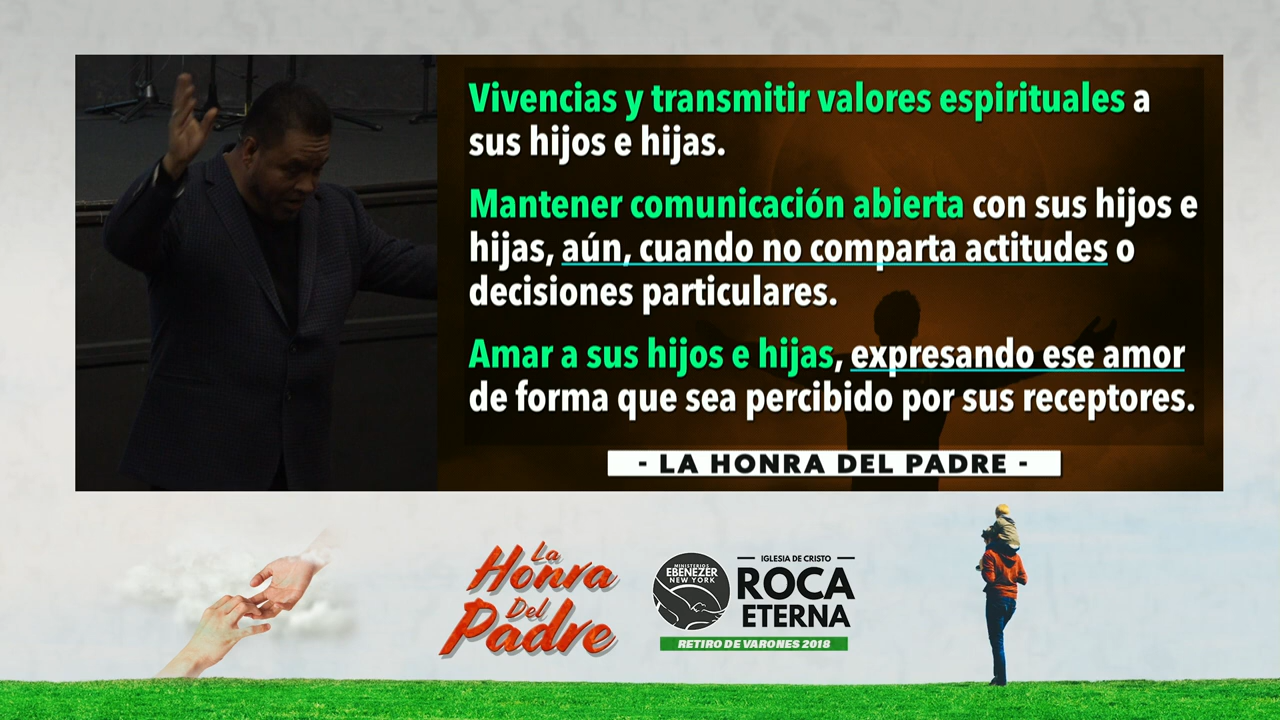 Vivencias y transmitir valores espirituales a
sus hijos e hijas.
Mantener comunicación abierta con sus hijos e
hijas, aún, cuando no comparta actitudes o
decisiones particulares.
Amar a sus hijos e hijas, expresando ese amor
de forma que sea percibido por sus receptores.
- LA HONRA DEL PADRE -
La
Honra
Del
Padre
MINISTERIOS
EBENEZER
NEW YORK
IGLESIA DE CRISTO
ROCA
ETERNA
RETIRO DE VARONES 2018